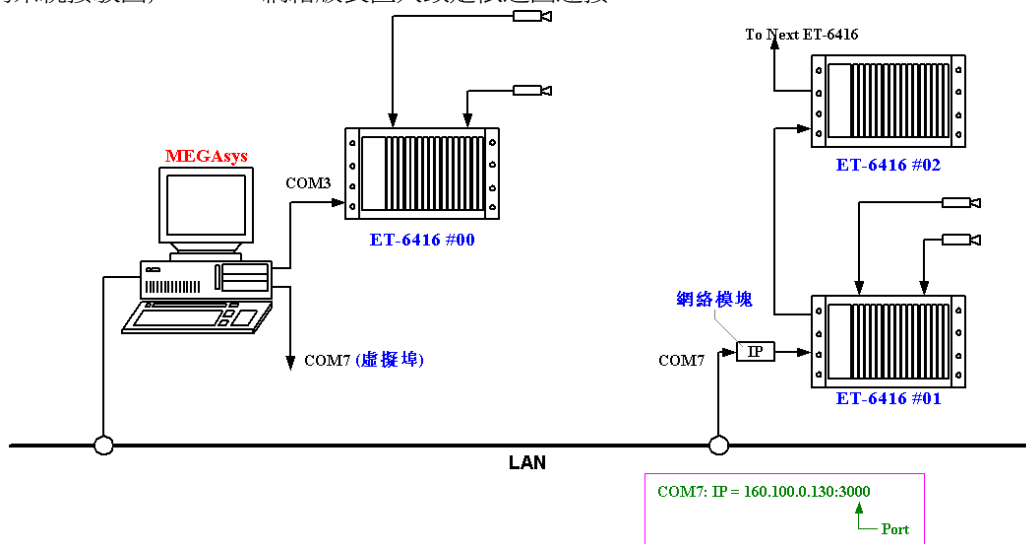 To Next ET-6416
ET-6416 #02
MEGAsys
COM3
ET-6416 #00
網絡模塊
COM7
IP
COM7 (虛擬埠)
ET-6416 #01
LAN
COM7: IP = 160.100.0.130:3000
Port